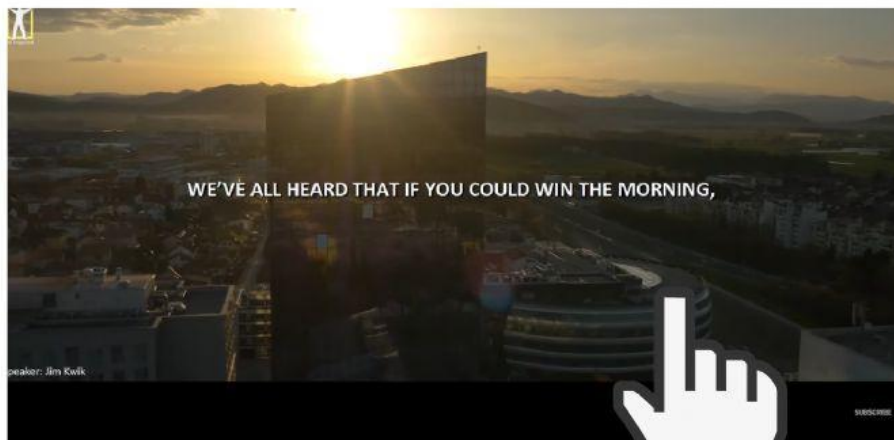 WE'VE ALL HEARD THAT IF YOU COULD WIN THE MORNING,
peaker: Jim Kwik
SUBSCRIBE